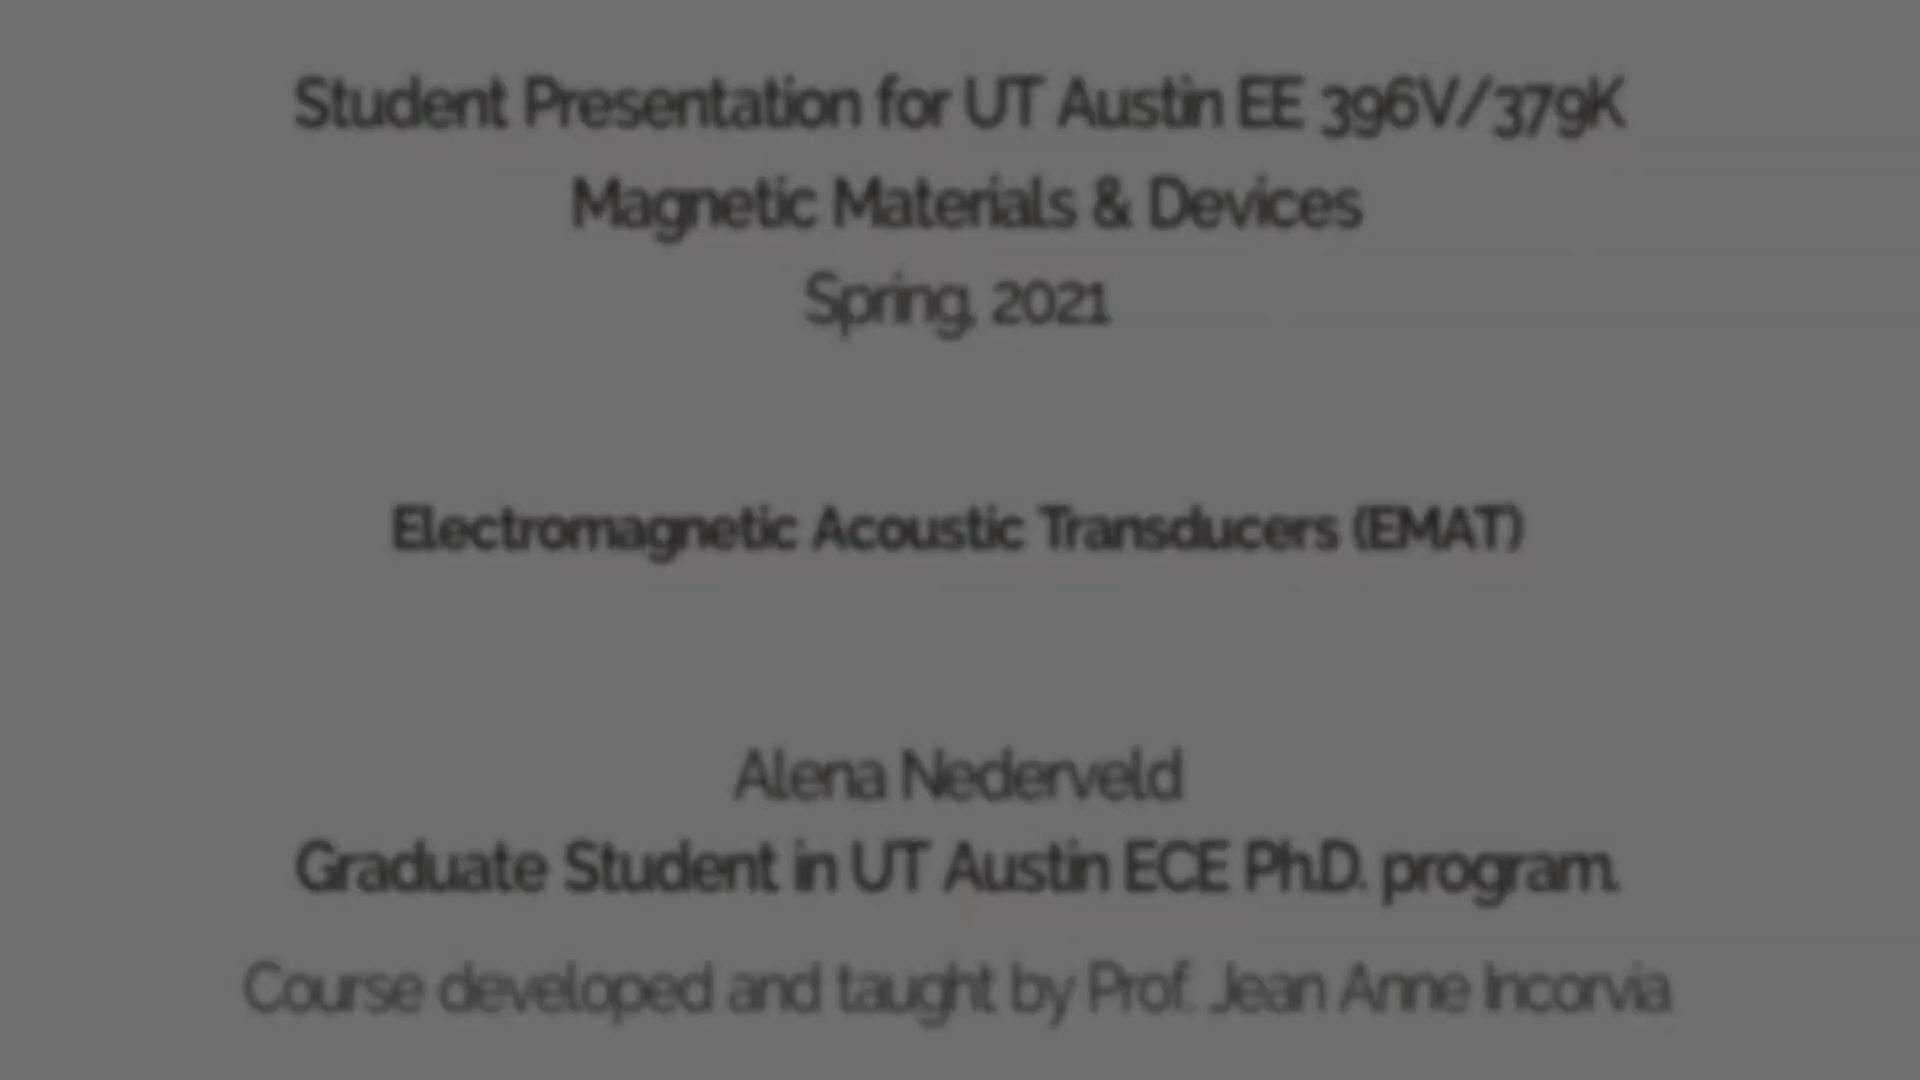 Student Presentation for UT Austin EE 396V/379K
Magnetic Materials & Devices
Spring, 2021
Electromagnetic Acoustic Transducers (EMAT)
Alena Nederveld
Graduate Student in UT Austin ECE Ph.D. program.
Course developed and taught by Prof. Jean Anne Incorvia